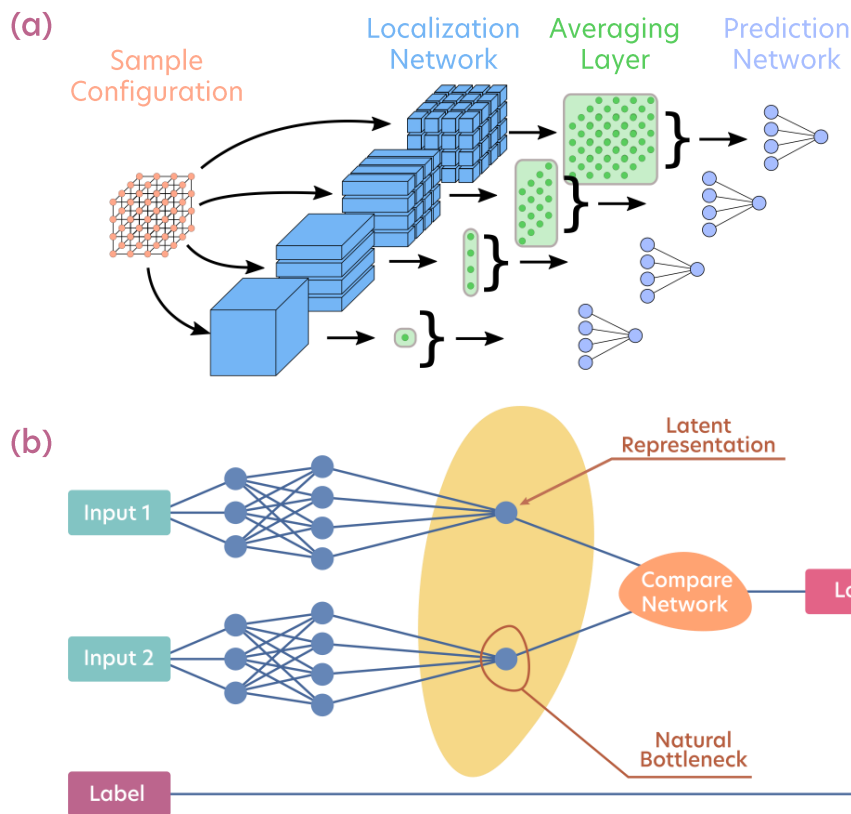 (a)
Sample
Configuration
Localization
Network
Averaging
Layer
Prediction
Network
(b)
Input 1
Input 2
Label
Latent
Representation
Compare
Network
Natural
Bottleneck